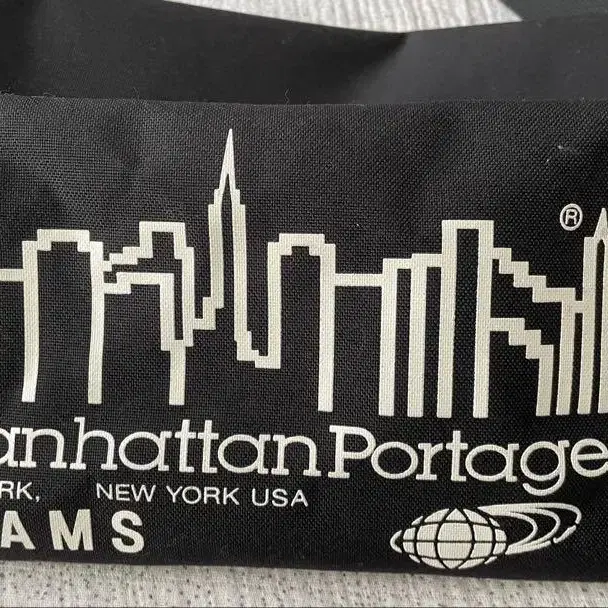 ®
anhattan Portage
RK, NEW YORK USA
AMS